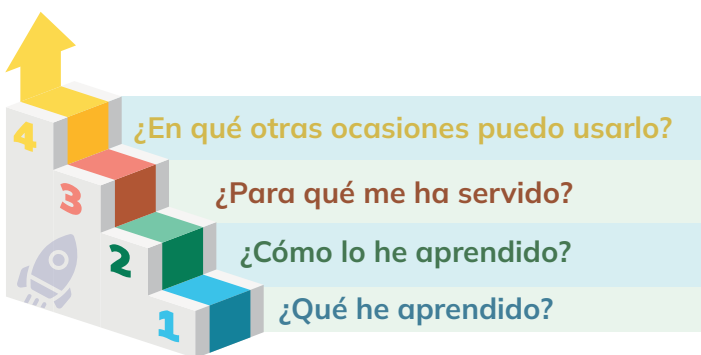 4 ¿En qué otras ocasiones puedo usarlo?
3 ¿Para qué me ha servido?
2 ¿Cómo lo he aprendido?
1 ¿Qué he aprendido?